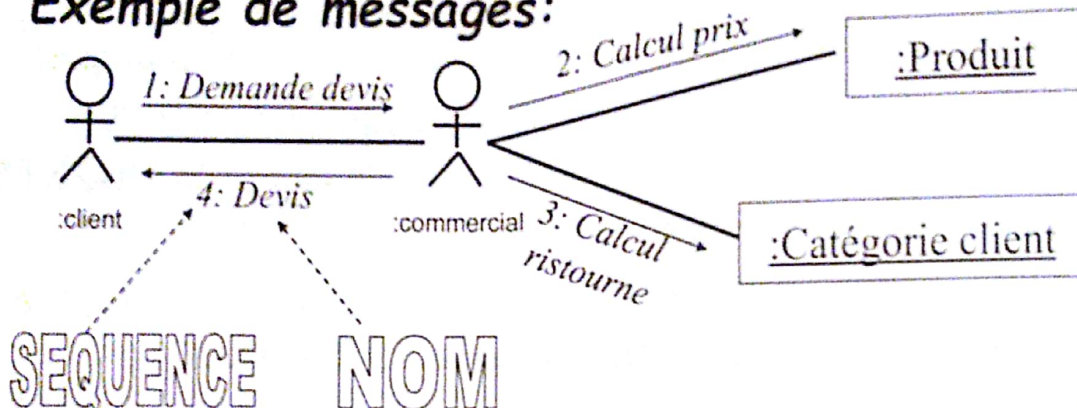 Exemple de messages:
2: Calcul prix
:Produit
1: Demande devis
4: Devis
:client
:commercial
3: Calcul
ristourne
:Catégorie client
SEQUENCE
NOM